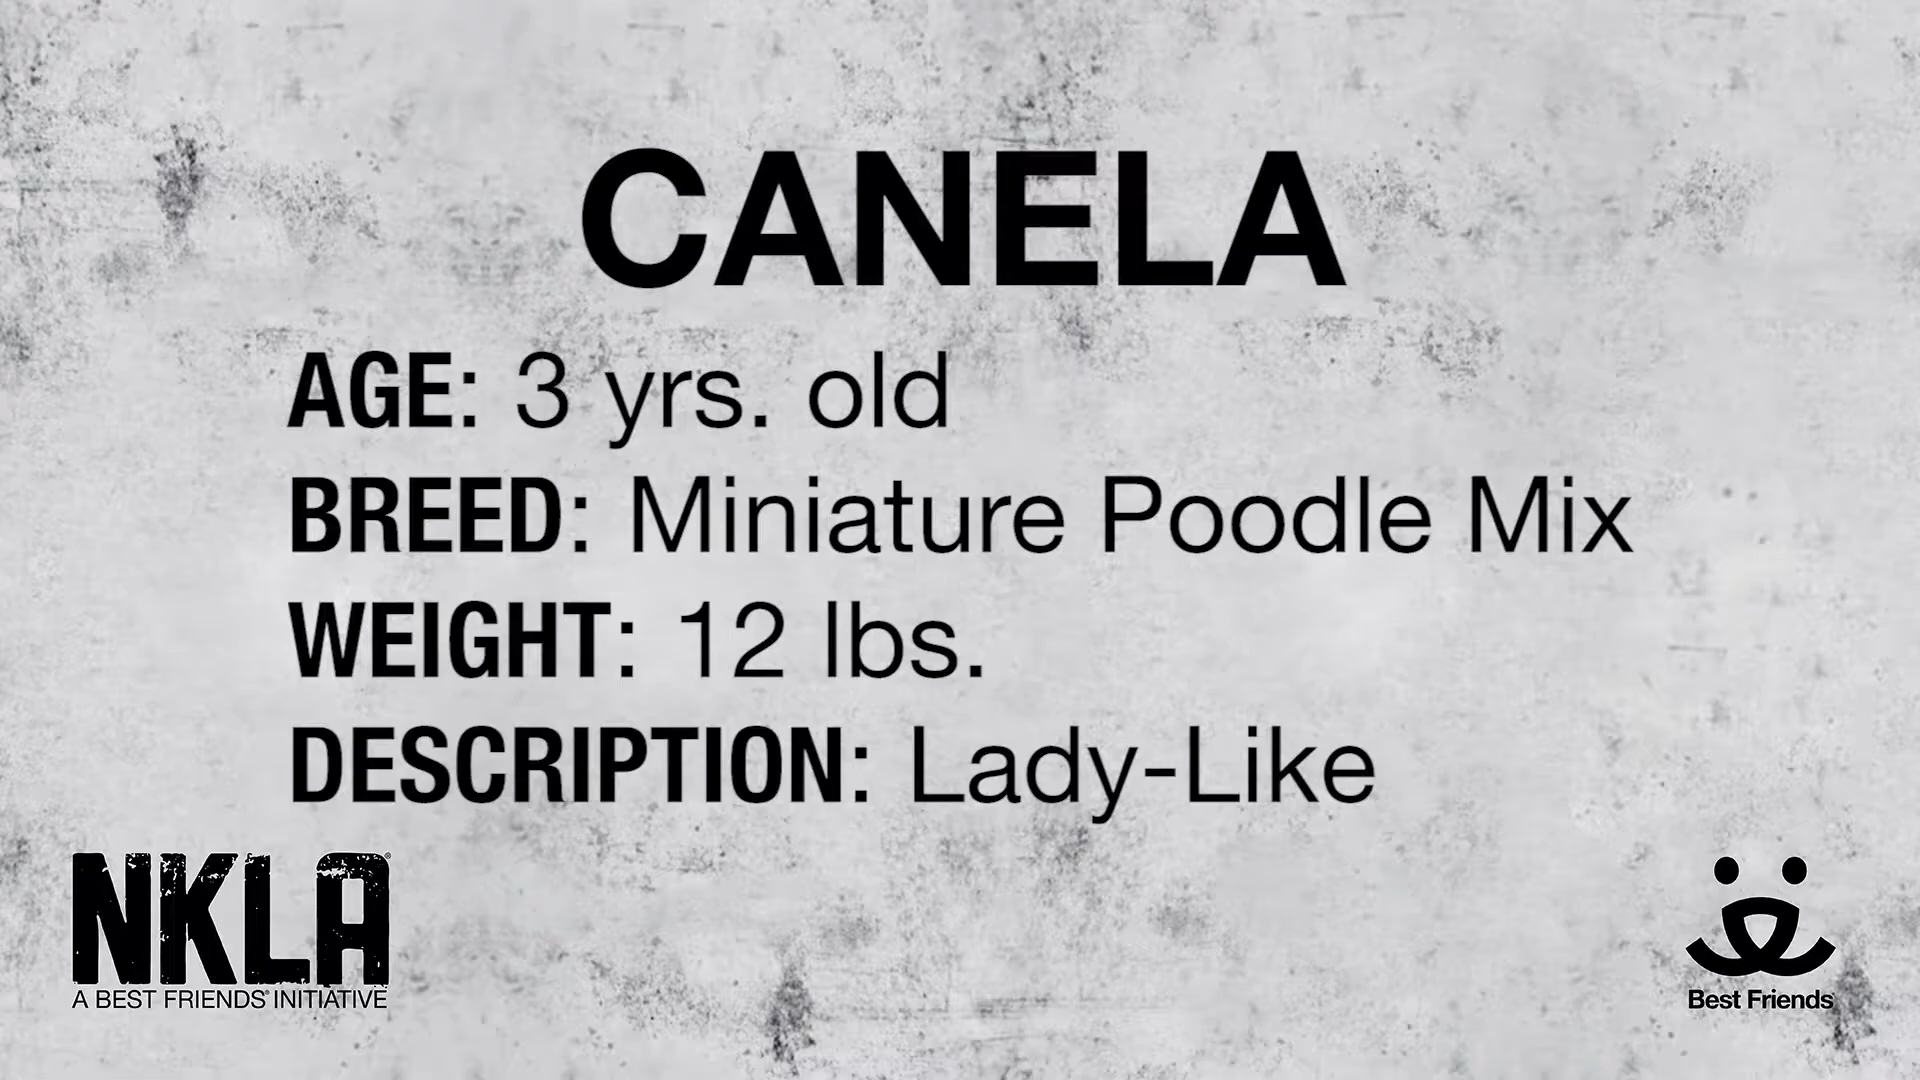 CANELA
AGE: 3 yrs. old
BREED: Miniature Poodle Mix
WEIGHT: 12 lbs.
DESCRIPTION: Lady-Like
NKLA®
A BEST FRIENDS® INITIATIVE
Best Friends